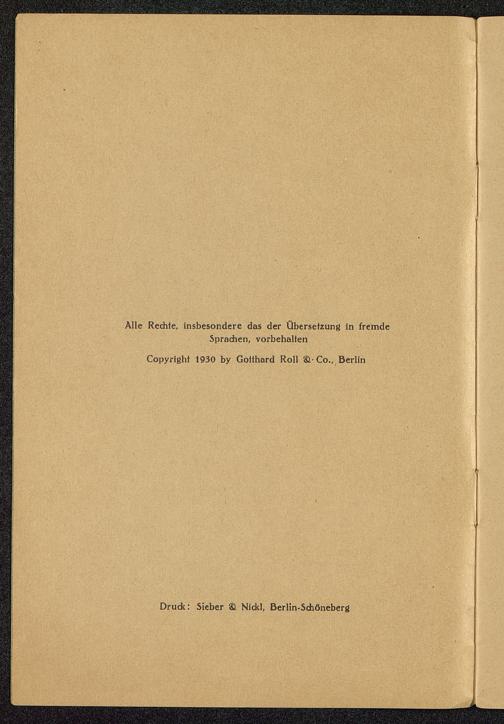 Alle Rechte, insbesondere das der Übersetzung in fremde
Sprachen, vorbehalten
Copyright 1930 by Gotthard Roll & Co., Berlin
Druck: Sieber & Nickl, Berlin-Schöneberg